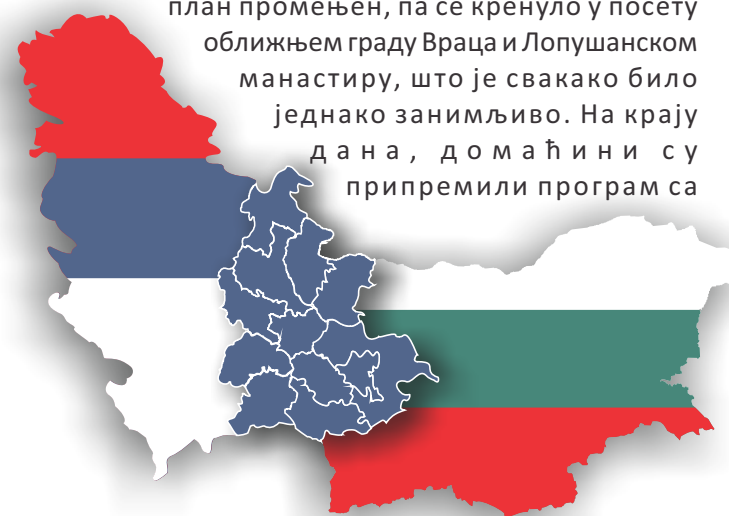 план промењен, па се кренуло у посету
оближњем граду Враца и Лопушанском
манастиру, што је свакако било
једнако занимљиво. На крају
дана, домаћини су
припремили програм са